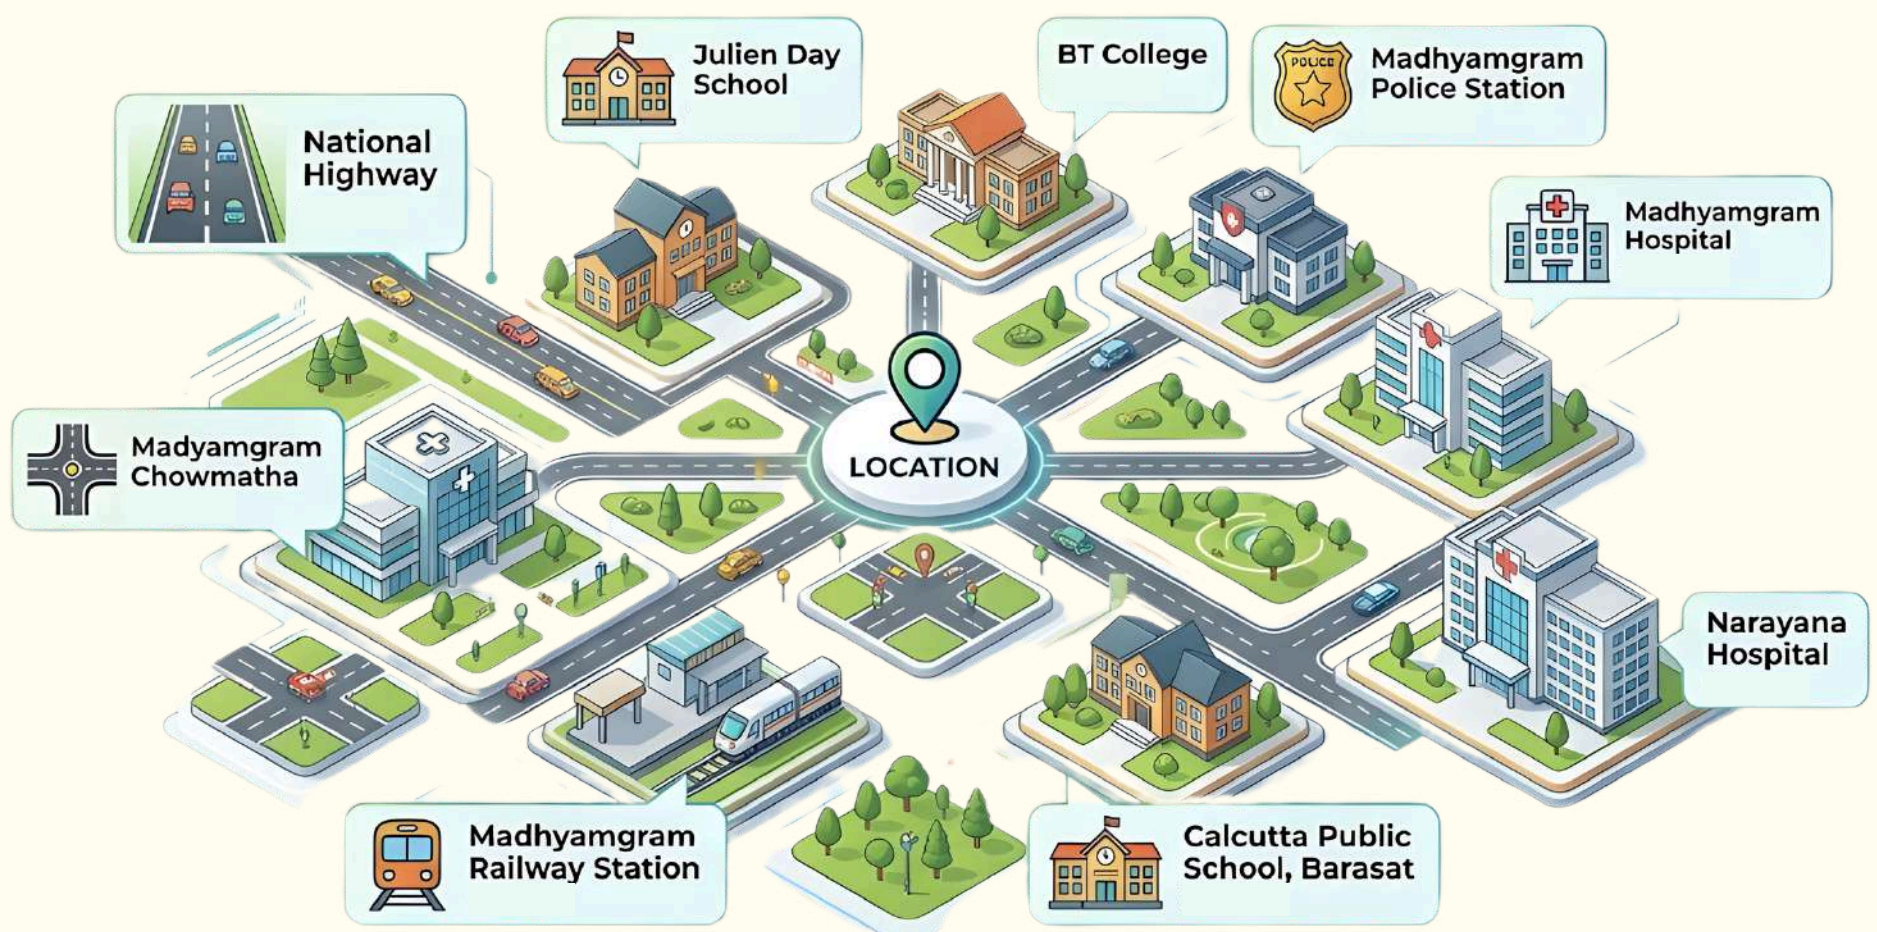 Julien Day
School
BT College
Madhyamgram
Police Station
POLICE
National
Highway
Madhyamgram
Hospital
Madyamgram
Chowmatha
LOCATION
Narayana
Hospital
Madhyamgram
Railway Station
Calcutta Public
School, Barasat